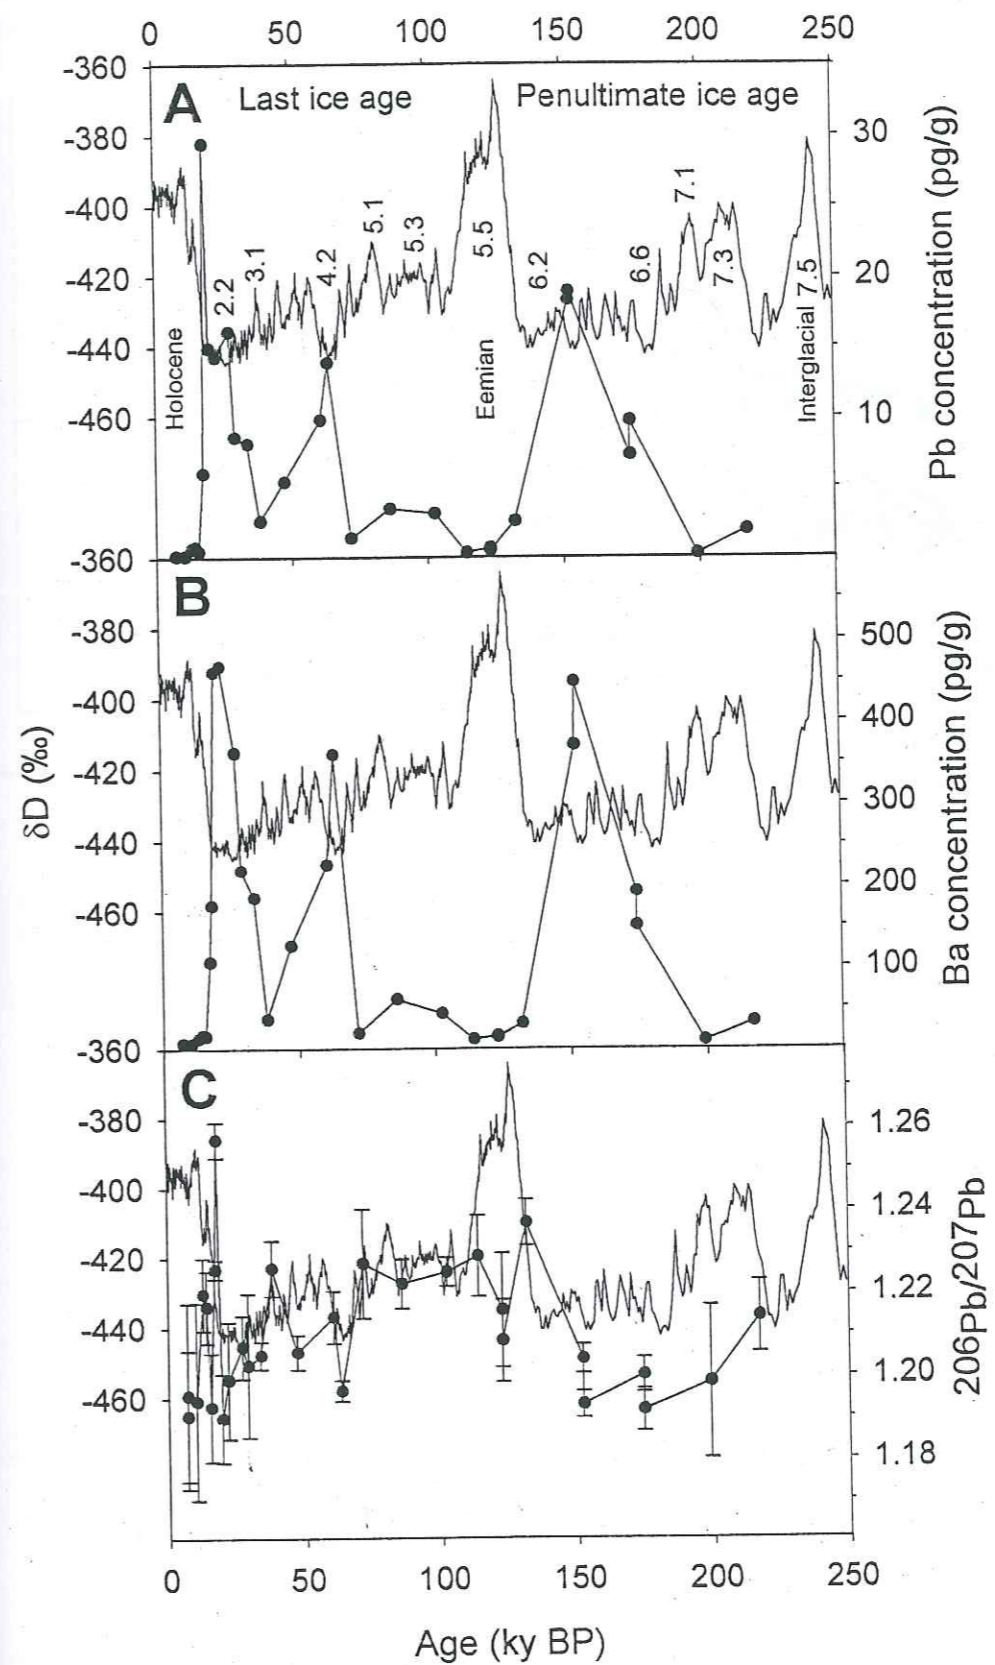 0 50 100 150 200 250
-360
A Last ice age Penultimate ice age
-380 30
-400
-420 20
-440
-460 10
2.2 3.1 4.2 5.1 5.3 5.5 6.2 6.6 7.1 7.3
Holocene
Eemian
Interglacial 7.5
Pb concentration (pg/g)
-360
B
-380 500
-400 400
-420 300
-440 200
-460 100
δD (‰)
Ba concentration (pg/g)
-360
C
-380 1.26
-400 1.24
-420 1.22
-440 1.20
-460 1.18
206Pb/207Pb
0 50 100 150 200 250
Age (ky BP)